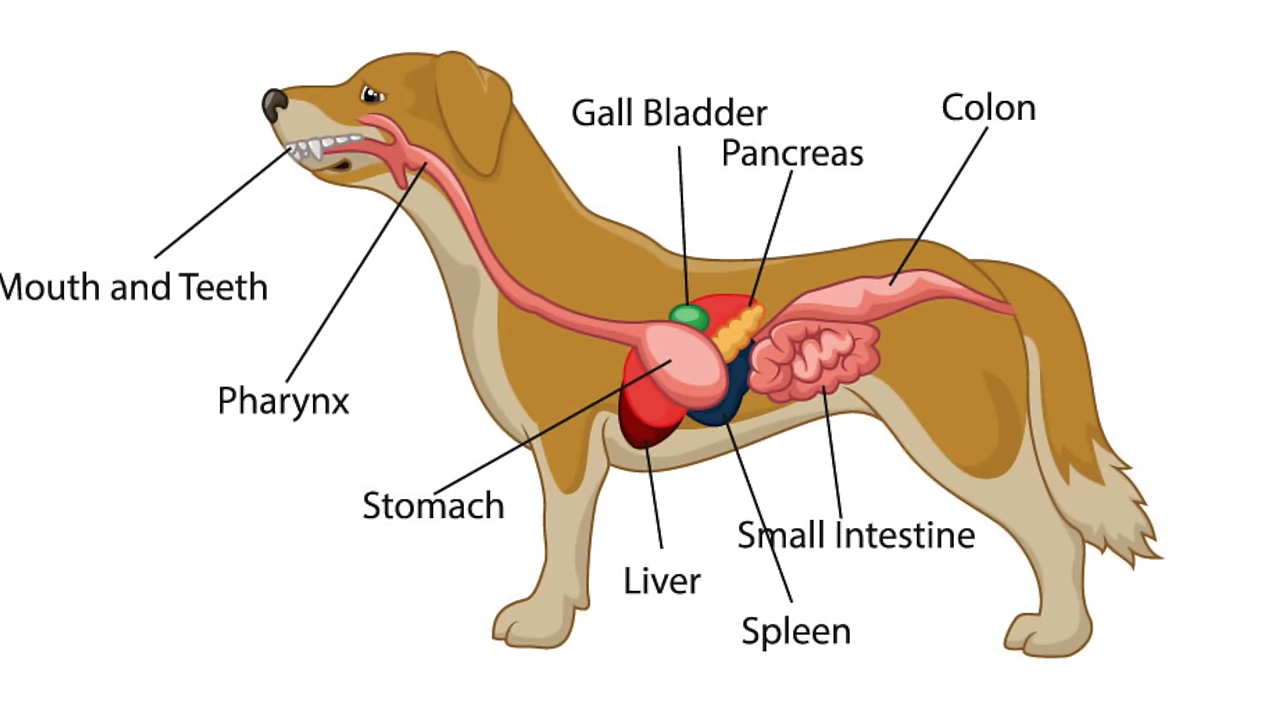 Gall Bladder
Colon
Pancreas
Mouth and Teeth
Pharynx
Stomach
Small Intestine
Liver
Spleen